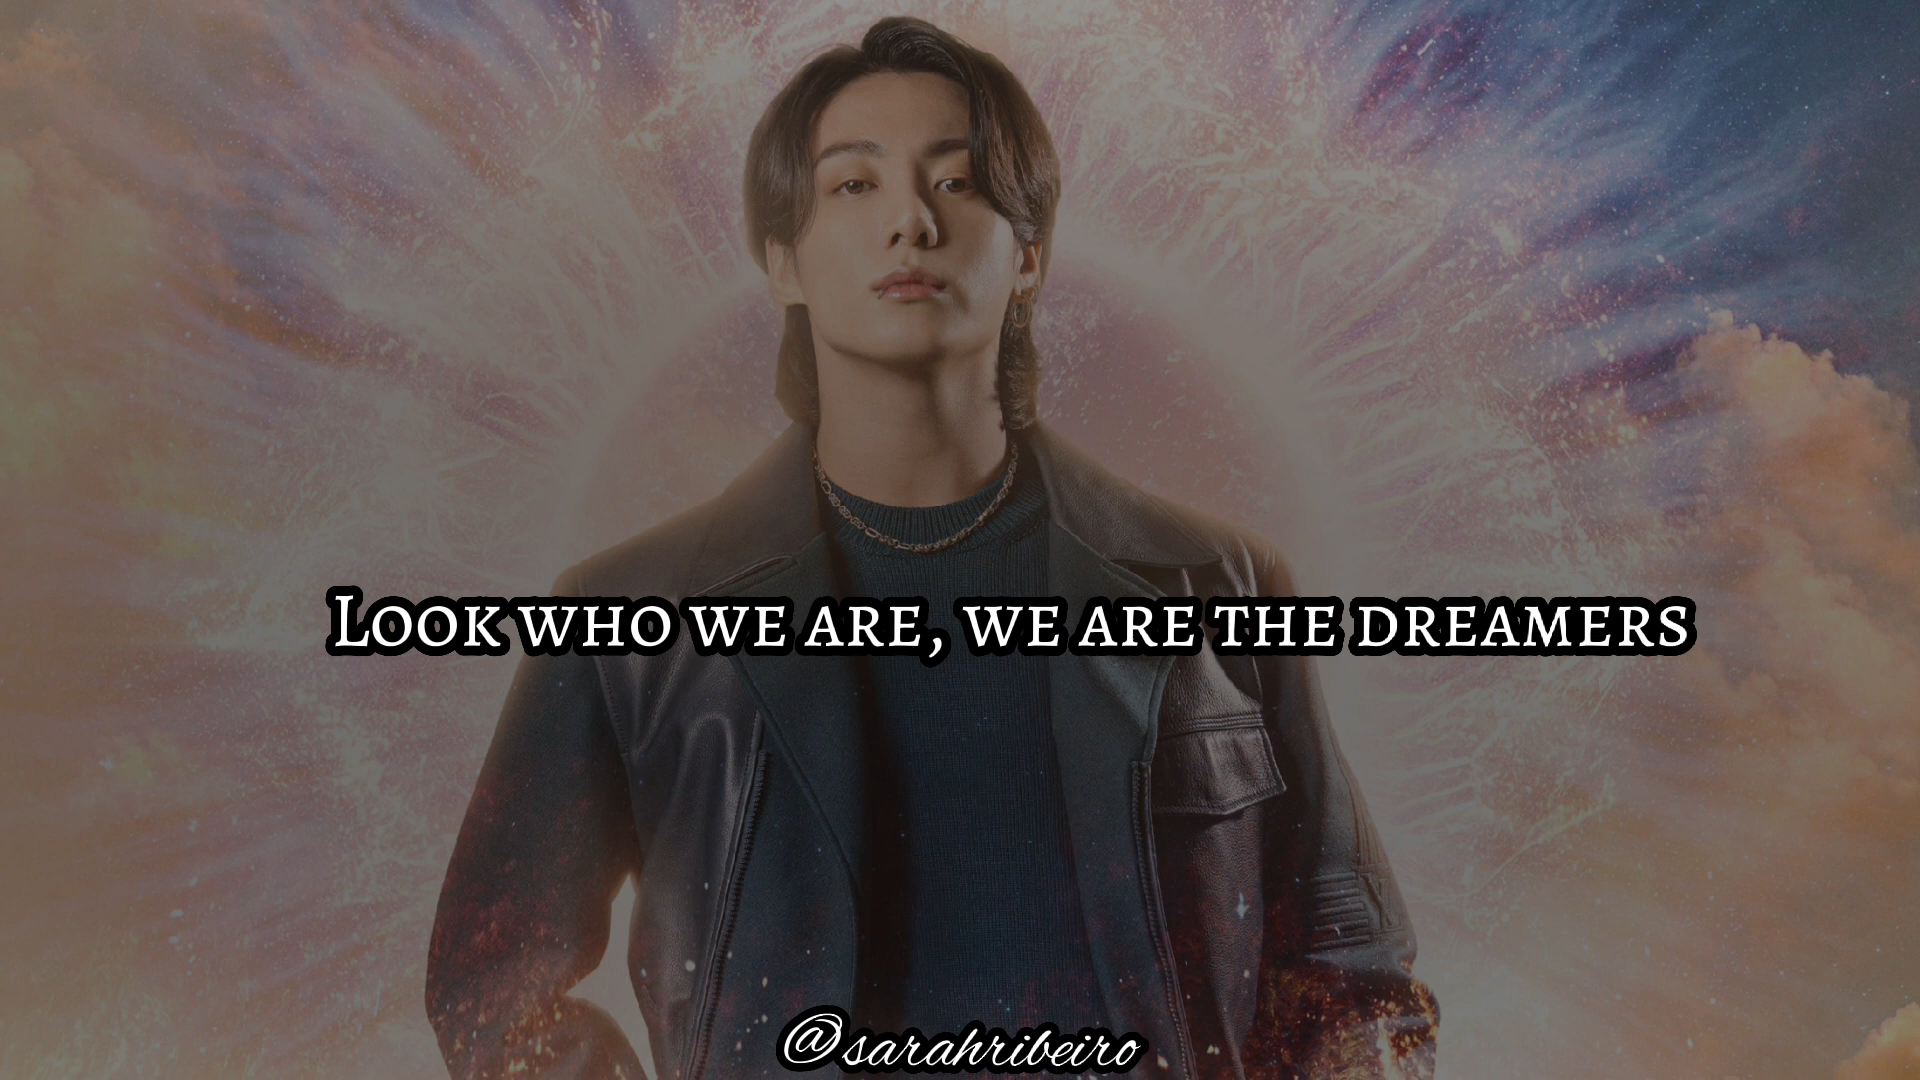 Look who we are, we are the dreamers
@sarahribeiro